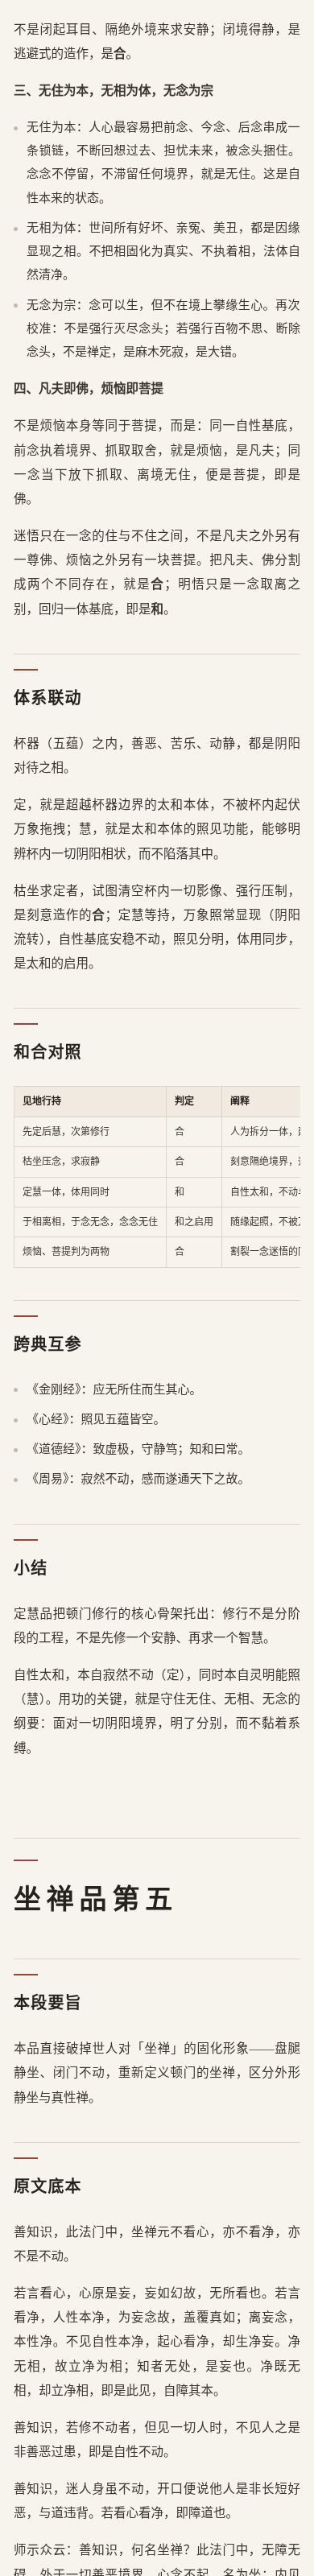 不是闭起耳目、隔绝外境来求安静；闭境得静，是
逃避式的造作，是合。
三、无住为本，无相为体，无念为宗
无住为本：人心最容易把前念、今念、后念串成一
条锁链，不断回想过去、担忧未来，被念头捆住。
念念不停留，不滞留任何境界，就是无住。这是自
性本来的状态。
无相为体：世间所有好坏、亲冤、美丑，都是因缘
显现之相。不把相固化为真实、不执着相，法体自
然清净。
无念为宗：念可以生，但不在境上攀缘生心。再次
校准：不是强行灭尽念头；若强行百物不思、断除
念头，不是禅定，是麻木死寂，是大错。
四、凡夫即佛，烦恼即菩提
不是烦恼本身等同于菩提，而是：同一自性基底，
前念执着境界、抓取取舍，就是烦恼，是凡夫；同
一念当下放下抓取、离境无住，便是菩提，即是
佛。
迷悟只在一念的住与不住之间，不是凡夫之外另有
一尊佛、烦恼之外另有一块菩提。把凡夫、佛分割
成两个不同存在，就是合；明悟只是一念取离之
别，回归一体基底，即是和。
体系联动
杯器（五蕴）之内，善恶、苦乐、动静，都是阴阳
对待之相。
定，就是超越杯器边界的太和本体，不被杯内起伏
万象拖拽；慧，就是太和本体的照见功能，能够明
辨杯内一切阴阳相状，而不陷落其中。
枯坐求定者，试图清空杯内一切影像、强行压制，
是刻意造作的合；定慧等持，万象照常显现（阴阳
流转），自性基底安稳不动，照见分明，体用同步，
是太和的启用。
和合对照
见地行持 判定 阐释
先定后慧，次第修行 合 人为拆分一体，
枯坐压念，求寂静 合 刻意隔绝境界，
定慧一体，体用同时 和 自性太和，不动
于相离相，于念无念，念念无住 和之启用 随缘起照，不被
烦恼、菩提判为两物 合 割裂一念迷悟的
跨典互参
《金刚经》：应无所住而生其心。
《心经》：照见五蕴皆空。
《道德经》：致虚极，守静笃；知和曰常。
《周易》：寂然不动，感而遂通天下之故。
小结
定慧品把顿门修行的核心骨架托出：修行不是分阶
段的工程，不是先修一个安静、再求一个智慧。
自性太和，本自寂然不动（定），同时本自灵明能照
（慧）。用功的关键，就是守住无住、无相、无念的
纲要：面对一切阴阳境界，明了分别，而不黏着系
缚。
坐禅品第五
本段要旨
本品直接破掉世人对「坐禅」的固化形象——盘腿
静坐、闭门不动，重新定义顿门的坐禅，区分外形
静坐与真性禅。
原文底本
善知识，此法门中，坐禅元不看心，亦不看净，亦
不是不动。
若言看心，心原是妄，妄如幻故，无所看也。若言
看净，人性本净，为妄念故，盖覆真如；离妄念，
本性净。不见自性本净，起心看净，却生净妄。净
无相，故立净为相；知者无处，是妄也。净既无
相，却立净相，即是此见，自障其本。
善知识，若修不动者，但见一切人时，不见人之是
非善恶过患，即是自性不动。
善知识，迷人身虽不动，开口便说他人是非长短好
恶，与道违背。若看心看净，即障道也。
师示众云：善知识，何名坐禅？此法门中，无障无
碍，外于一切善恶境界，心念不起，名为坐；内见